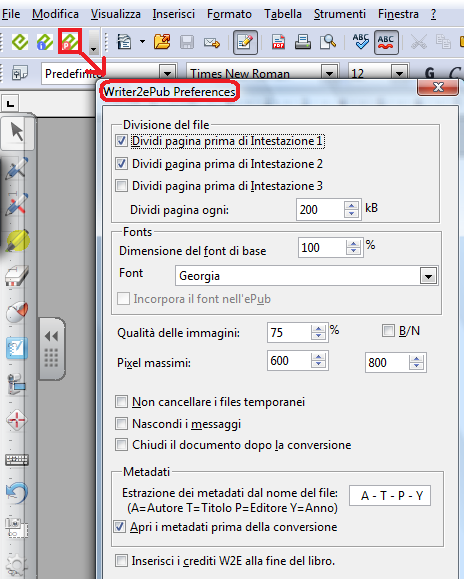 File Modifica Visualizza Inserisci Formato Tabella Strumenti Finestra ?
ABC ABC
Predefinito Times New Roman 12 G C
Writer2ePub Preferences
Divisione del file
Dividi pagina prima di Intestazione 1
Dividi pagina prima di Intestazione 2
Dividi pagina prima di Intestazione 3
Dividi pagina ogni: 200 kB
Fonts
Dimensione del font di base 100 %
Font Georgia
Incorpora il font nell'ePub
Qualità delle immagini: 75 % B/N
Pixel massimi: 600 800
Non cancellare i files temporanei
Nascondi i messaggi
Chiudi il documento dopo la conversione
Metadati
Estrazione dei metadati dal nome del file: A - T - P - Y
(A=Autore T=Titolo P=Editore Y=Anno)
Apri i metadati prima della conversione
Inserisci i crediti W2E alla fine del libro.